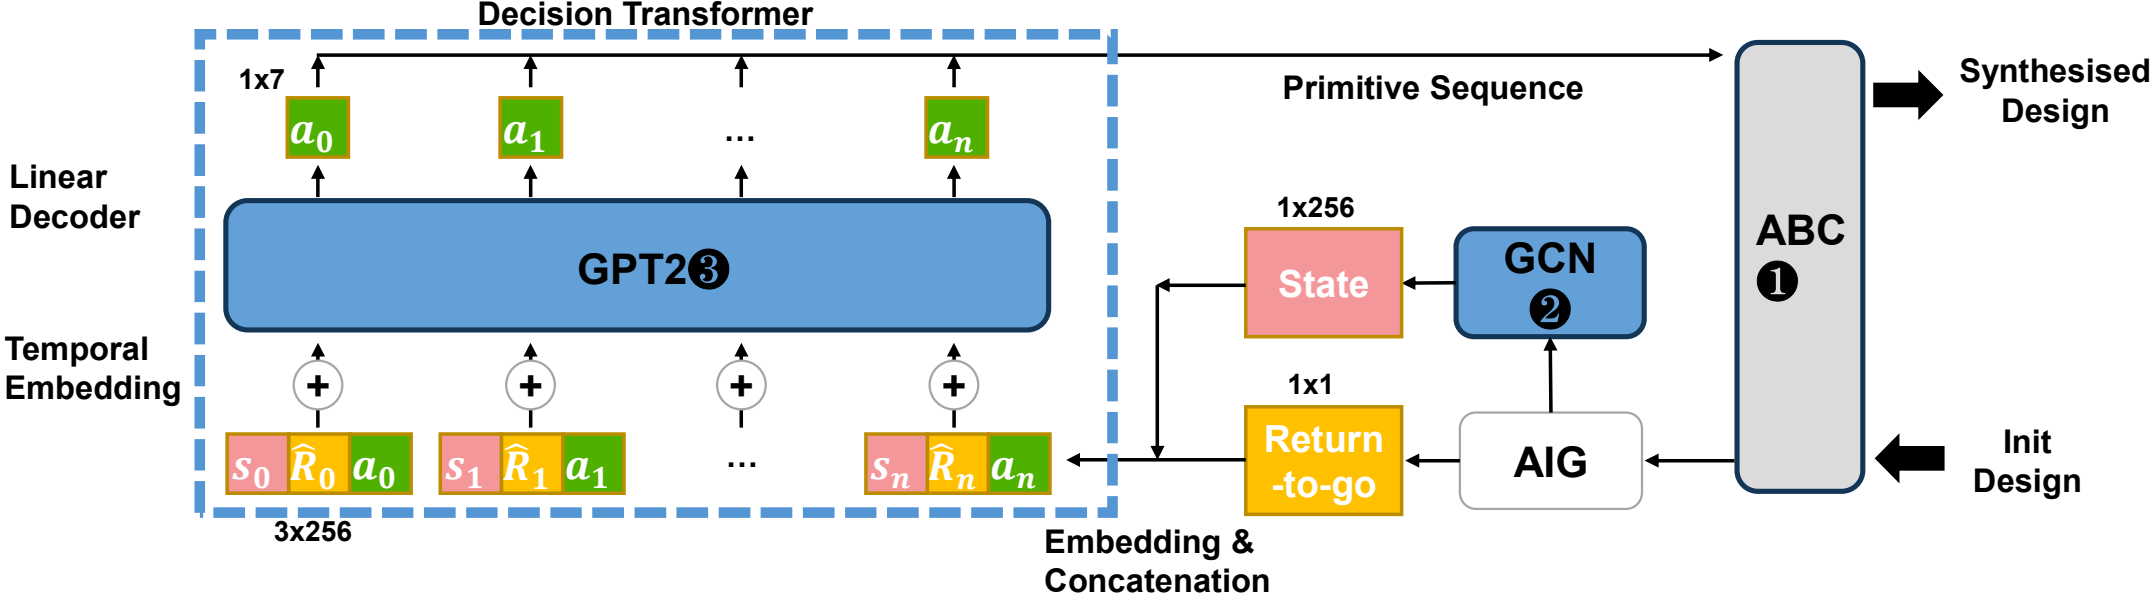 Decision Transformer
1x7
a0 a1 ... an
Linear
Decoder
GPT2❸
Temporal
Embedding
+ + + +
s0 R̂0 a0 s1 R̂1 a1 ... sn R̂n an
3x256
Embedding &
Concatenation
Primitive Sequence
1x256
State
GCN
❷
1x1
Return
-to-go
AIG
ABC
❶
Synthesised
Design
Init
Design